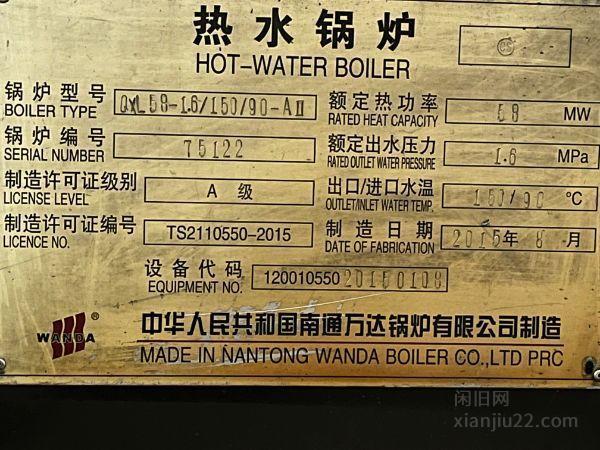 热水锅炉
HOT-WATER BOILER
锅炉型号 QXL58-1.6/150/90-AII 额定热功率 58 MW
BOILER TYPE RATED HEAT CAPACITY
锅炉编号 75122 额定出水压力 1.6 MPa
SERIAL NUMBER RATED OUTLET WATER PRESSURE
制造许可证级别 A 级 出口/进口水温 150/90 °C
LICENSE LEVEL OUTLET/INLET WATER TEMP.
制造许可证编号 TS2110550-2015 制造日期 2015年 8 月
LICENCE NO. DATE OF FABRICATION
设备代码 12001055020150108
EQUIPMENT NO.
WANDA ® 中华人民共和国南通万达锅炉有限公司制造
MADE IN NANTONG WANDA BOILER CO.,LTD PRC
闲旧网
xianjiu22.com